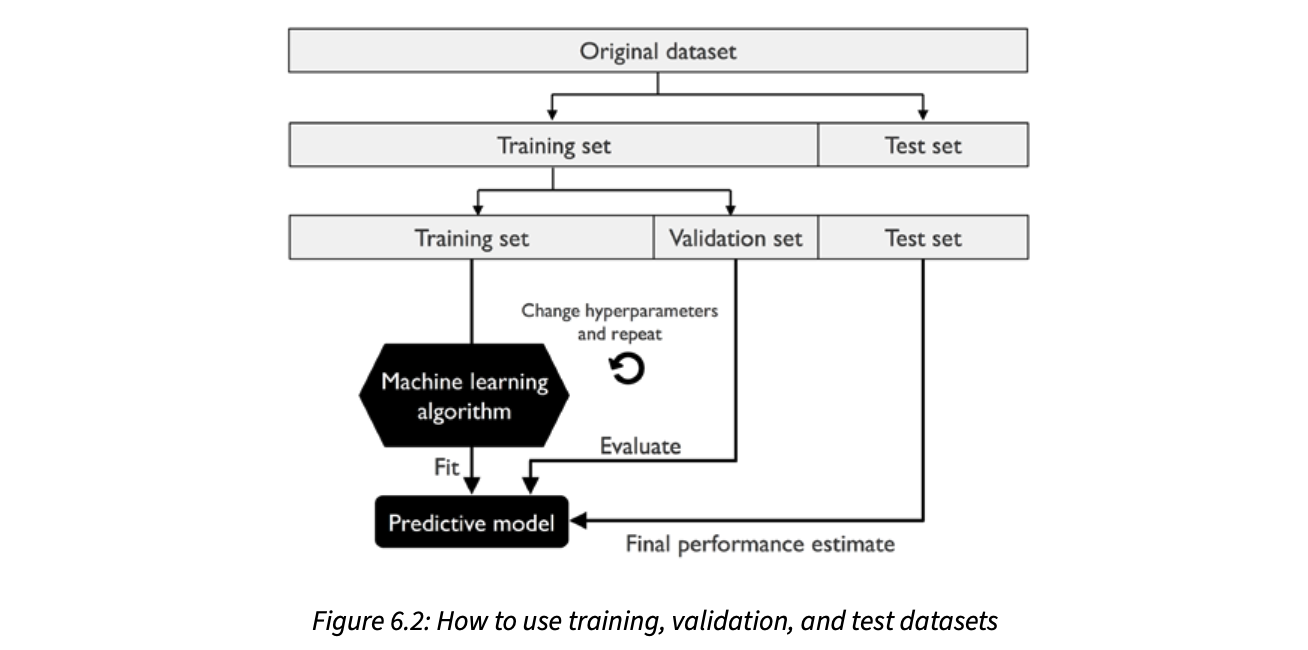 Original dataset
Training set
Test set
Training set
Validation set
Test set
Change hyperparameters
and repeat
Machine learning
algorithm
Evaluate
Fit
Predictive model
Final performance estimate
Figure 6.2: How to use training, validation, and test datasets